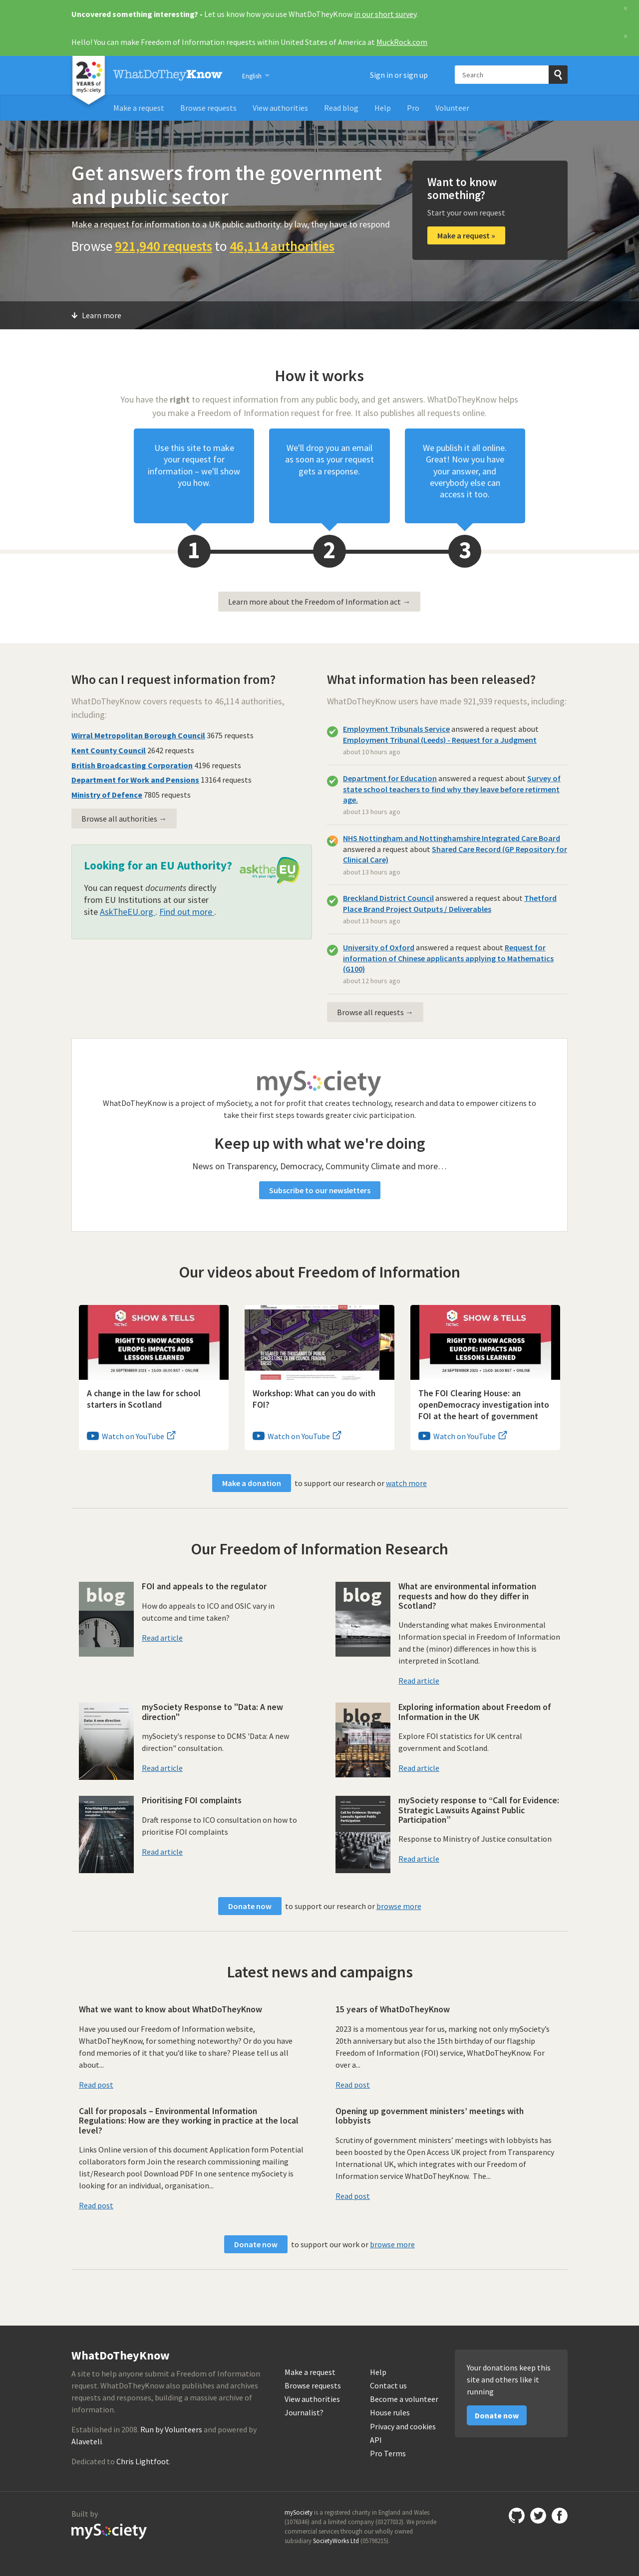 Uncovered something interesting? - Let us know how you use WhatDoTheyKnow in our short survey.
×
Hello! You can make Freedom of Information requests within United States of America at MuckRock.com
×
20
YEARS of
mySociety
WhatDoTheyKnow
English
Sign in or sign up
Search
Make a request
Browse requests
View authorities
Read blog
Help
Pro
Volunteer
Get answers from the government
and public sector
Make a request for information to a UK public authority: by law, they have to respond
Browse 921,940 requests to 46,114 authorities
Want to know
something?
Start your own request
Make a request »
Learn more
How it works
You have the right to request information from any public body, and get answers. WhatDoTheyKnow helps
you make a Freedom of Information request for free. It also publishes all requests online.
Use this site to make
your request for
information – we'll show
you how.
We'll drop you an email
as soon as your request
gets a response.
We publish it all online.
Great! Now you have
your answer, and
everybody else can
access it too.
1
2
3
Learn more about the Freedom of Information act →
Who can I request information from?
WhatDoTheyKnow covers requests to 46,114 authorities,
including:
Wirral Metropolitan Borough Council 3675 requests
Kent County Council 2642 requests
British Broadcasting Corporation 4196 requests
Department for Work and Pensions 13164 requests
Ministry of Defence 7805 requests
Browse all authorities →
Looking for an EU Authority?
asktheEU
It's your right
You can request documents directly
from EU Institutions at our sister
site AskTheEU.org . Find out more .
What information has been released?
WhatDoTheyKnow users have made 921,939 requests, including:
Employment Tribunals Service answered a request about
Employment Tribunal (Leeds) - Request for a Judgment
about 10 hours ago
Department for Education answered a request about Survey of
state school teachers to find why they leave before retirment
age.
about 13 hours ago
NHS Nottingham and Nottinghamshire Integrated Care Board
answered a request about Shared Care Record (GP Repository for
Clinical Care)
about 13 hours ago
Breckland District Council answered a request about Thetford
Place Brand Project Outputs / Deliverables
about 13 hours ago
University of Oxford answered a request about Request for
information of Chinese applicants applying to Mathematics
(G100)
about 12 hours ago
Browse all requests →
mySociety
WhatDoTheyKnow is a project of mySociety, a not for profit that creates technology, research and data to empower citizens to
take their first steps towards greater civic participation.
Keep up with what we're doing
News on Transparency, Democracy, Community Climate and more…
Subscribe to our newsletters
Our videos about Freedom of Information
TICTeC
SHOW & TELLS
RIGHT TO KNOW ACROSS
EUROPE: IMPACTS AND
LESSONS LEARNED
A change in the law for school
starters in Scotland
Watch on YouTube
REVEALED: THE THOUSANDS OF PUBLIC
SPACES LOST TO THE COUNCIL FUNDING
CRISIS
Workshop: What can you do with
FOI?
Watch on YouTube
TICTeC
SHOW & TELLS
RIGHT TO KNOW ACROSS
EUROPE: IMPACTS AND
LESSONS LEARNED
The FOI Clearing House: an
openDemocracy investigation into
FOI at the heart of government
Watch on YouTube
Make a donation to support our research or watch more
Our Freedom of Information Research
blog
FOI and appeals to the regulator
How do appeals to ICO and OSIC vary in
outcome and time taken?
Read article
blog
What are environmental information
requests and how do they differ in
Scotland?
Understanding what makes Environmental
Information special in Freedom of Information
and the (minor) differences in how this is
interpreted in Scotland.
Read article
Data: A new direction
mySociety Response to "Data: A new
direction"
mySociety's response to DCMS 'Data: A new
direction" consultation.
Read article
blog
Exploring information about Freedom of
Information in the UK
Explore FOI statistics for UK central
government and Scotland.
Read article
Prioritising FOI complaints
Prioritising FOI complaints
Draft response to ICO consultation on how to
prioritise FOI complaints
Read article
Call for Evidence: Strategic
Lawsuits Against Public
Participation
mySociety response to “Call for Evidence:
Strategic Lawsuits Against Public
Participation”
Response to Ministry of Justice consultation
Read article
Donate now to support our research or browse more
Latest news and campaigns
What we want to know about WhatDoTheyKnow
Have you used our Freedom of Information website,
WhatDoTheyKnow, for something noteworthy? Or do you have
fond memories of it that you’d like to share? Please tell us all
about...
Read post
15 years of WhatDoTheyKnow
2023 is a momentous year for us, marking not only mySociety’s
20th anniversary but also the 15th birthday of our flagship
Freedom of Information (FOI) service, WhatDoTheyKnow. For
over a...
Read post
Call for proposals – Environmental Information
Regulations: How are they working in practice at the local
level?
Links Online version of this document Application form Potential
collaborators form Join the research commissioning mailing
list/Research pool Download PDF In one sentence mySociety is
looking for an individual, organisation...
Read post
Opening up government ministers’ meetings with
lobbyists
Scrutiny of government ministers’ meetings with lobbyists has
been boosted by the Open Access UK project from Transparency
International UK, which integrates with our Freedom of
Information service WhatDoTheyKnow. The...
Read post
Donate now to support our work or browse more
WhatDoTheyKnow
A site to help anyone submit a Freedom of Information
request. WhatDoTheyKnow also publishes and archives
requests and responses, building a massive archive of
information.
Established in 2008. Run by Volunteers and powered by
Alaveteli.
Dedicated to Chris Lightfoot.
Make a request
Browse requests
View authorities
Journalist?
Help
Contact us
Become a volunteer
House rules
Privacy and cookies
API
Pro Terms
Your donations keep this
site and others like it
running
Donate now
Built by
mySociety
mySociety is a registered charity in England and Wales
(1076346) and a limited company (03277032). We provide
commercial services through our wholly owned
subsidiary SocietyWorks Ltd (05798215).